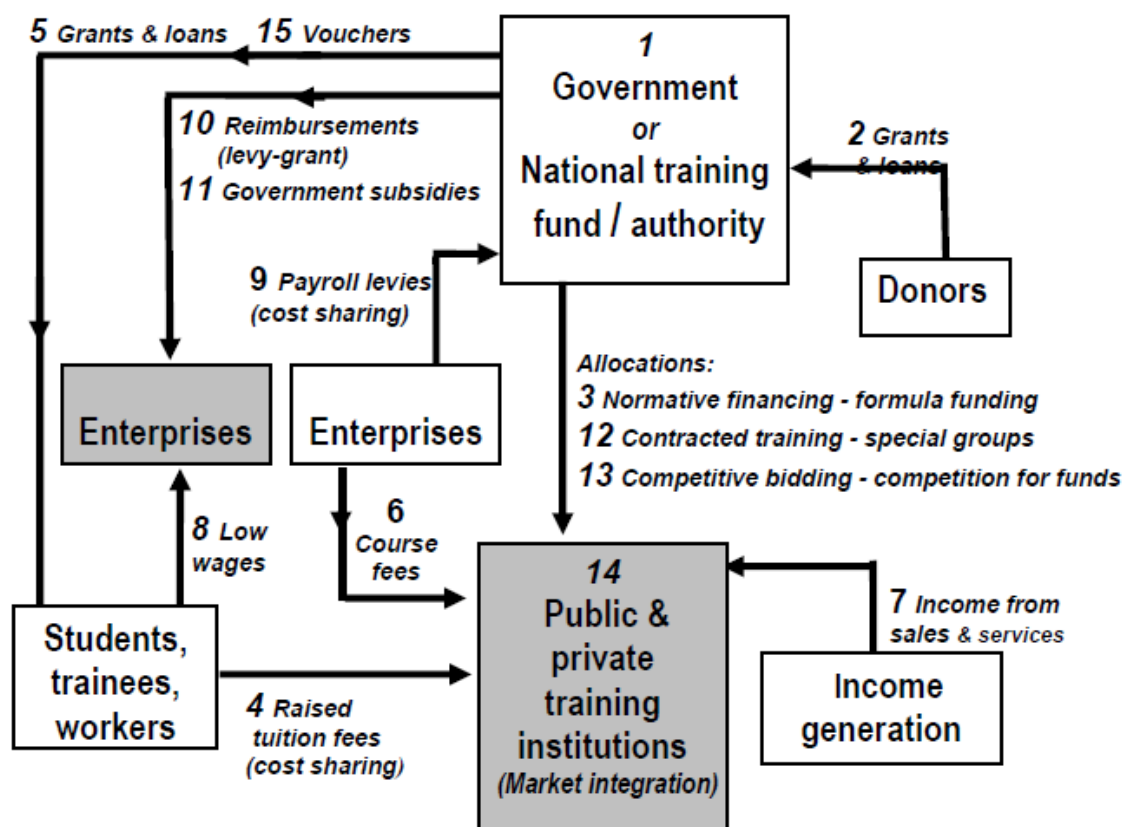 5 Grants & loans 15 Vouchers
1
Government
or
National training
fund / authority
10 Reimbursements
(levy-grant)
11 Government subsidies
2 Grants
& loans
Donors
9 Payroll levies
(cost sharing)
Allocations:
3 Normative financing - formula funding
12 Contracted training - special groups
13 Competitive bidding - competition for funds
Enterprises
Enterprises
8 Low
wages
6
Course
fees
14
Public &
private
training
institutions
(Market integration)
7 Income from
sales & services
Students,
trainees,
workers
4 Raised
tuition fees
(cost sharing)
Income
generation